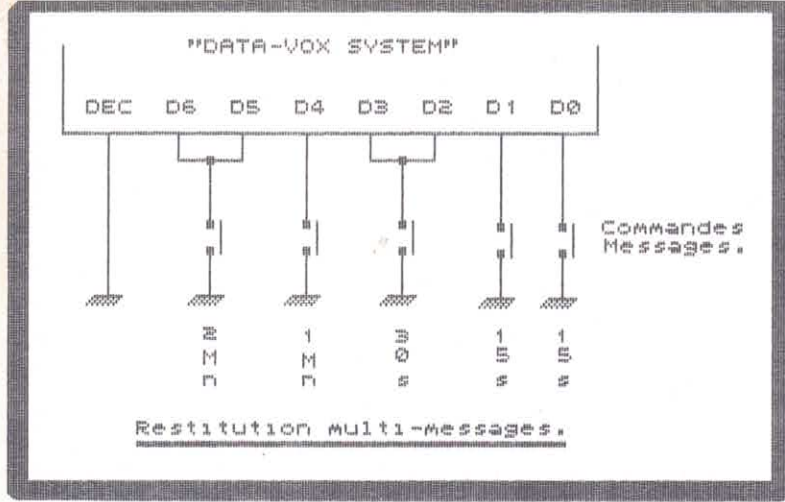 "DATA-VOX SYSTEM"
DEC D6 D5 D4 D3 D2 D1 D0
Commandes
Messages.
2 1 3 1 1
M M 0 5 5
n n s s s
Restitution multi-messages.